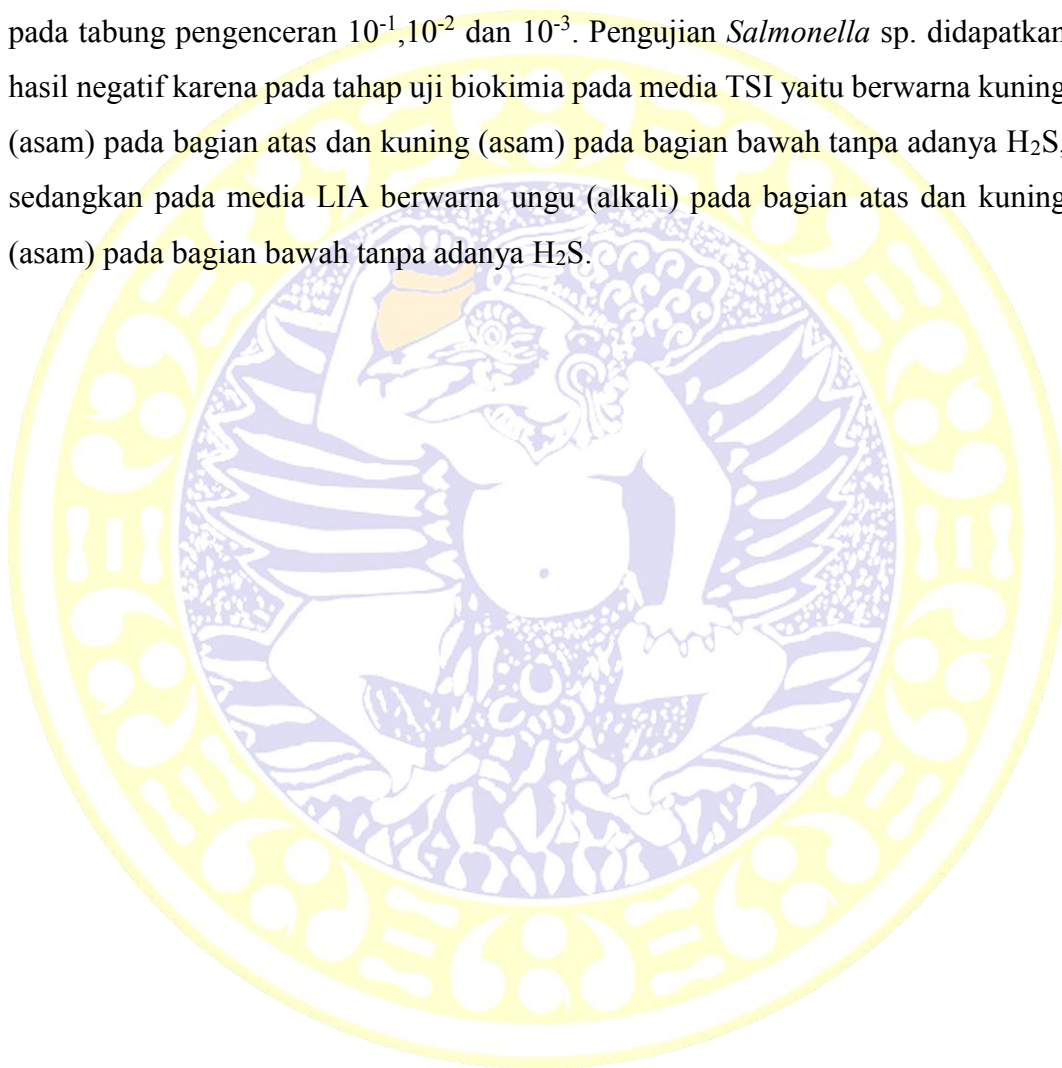 pada tabung pengenceran 10⁻¹,10⁻² dan 10⁻³. Pengujian Salmonella sp. didapatkan
hasil negatif karena pada tahap uji biokimia pada media TSI yaitu berwarna kuning
(asam) pada bagian atas dan kuning (asam) pada bagian bawah tanpa adanya H₂S,
sedangkan pada media LIA berwarna ungu (alkali) pada bagian atas dan kuning
(asam) pada bagian bawah tanpa adanya H₂S.